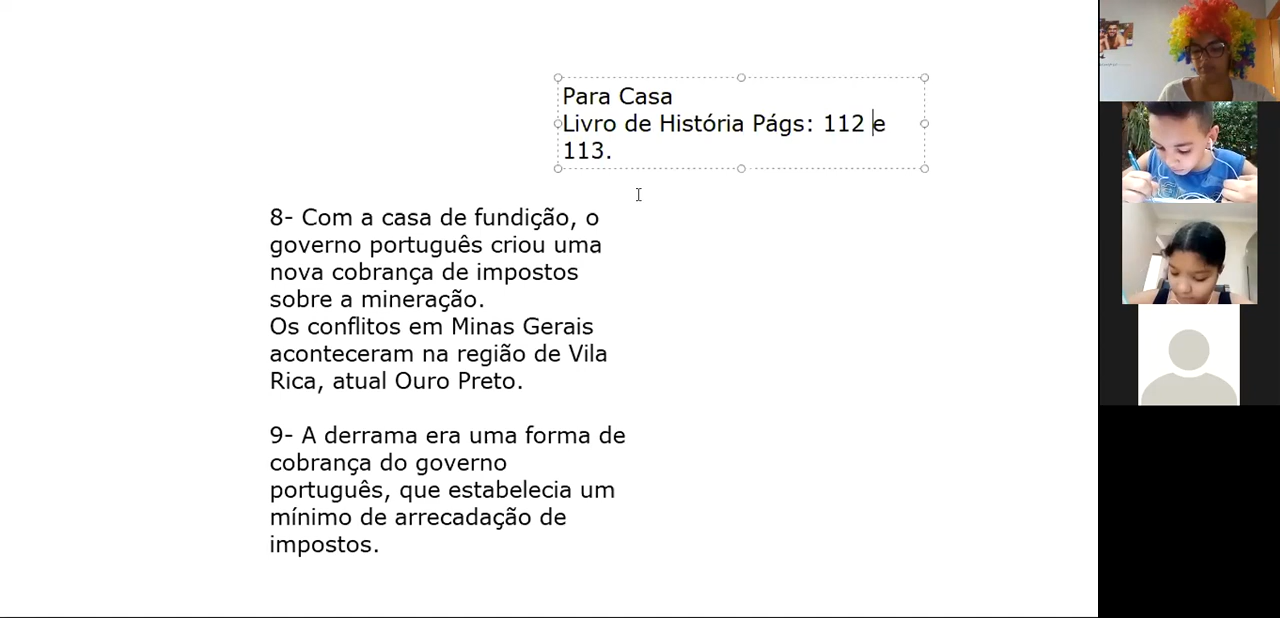 Para Casa
Livro de História Págs: 112 e
113.
8- Com a casa de fundição, o
governo português criou uma
nova cobrança de impostos
sobre a mineração.
Os conflitos em Minas Gerais
aconteceram na região de Vila
Rica, atual Ouro Preto.
9- A derrama era uma forma de
cobrança do governo
português, que estabelecia um
mínimo de arrecadação de
impostos.